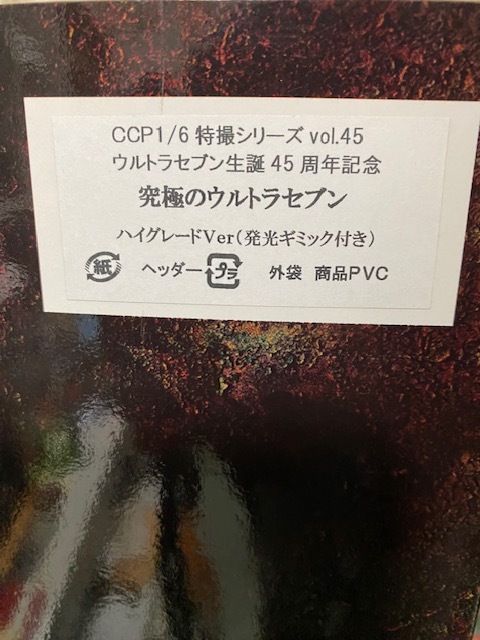 CCP1/6 特撮シリーズ vol.45
ウルトラセブン生誕 45 周年記念
究極のウルトラセブン
ハイグレードVer(発光ギミック付き)
紙 ヘッダー プラ 外袋 商品PVC